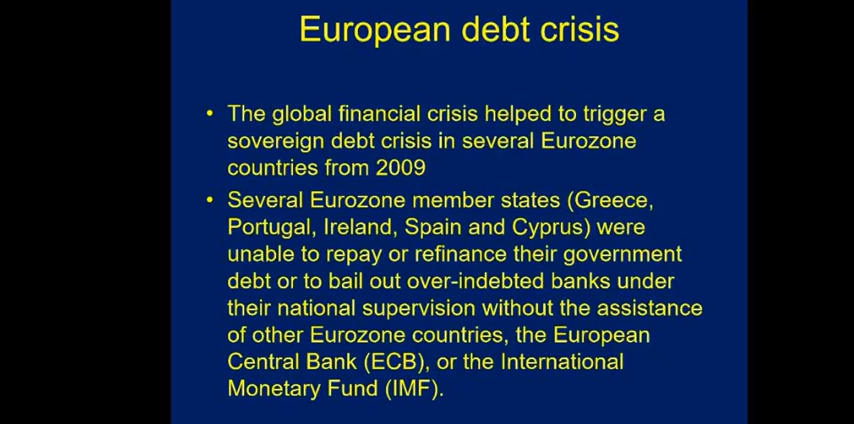 European debt crisis
• The global financial crisis helped to trigger a
sovereign debt crisis in several Eurozone
countries from 2009
• Several Eurozone member states (Greece,
Portugal, Ireland, Spain and Cyprus) were
unable to repay or refinance their government
debt or to bail out over-indebted banks under
their national supervision without the assistance
of other Eurozone countries, the European
Central Bank (ECB), or the International
Monetary Fund (IMF).